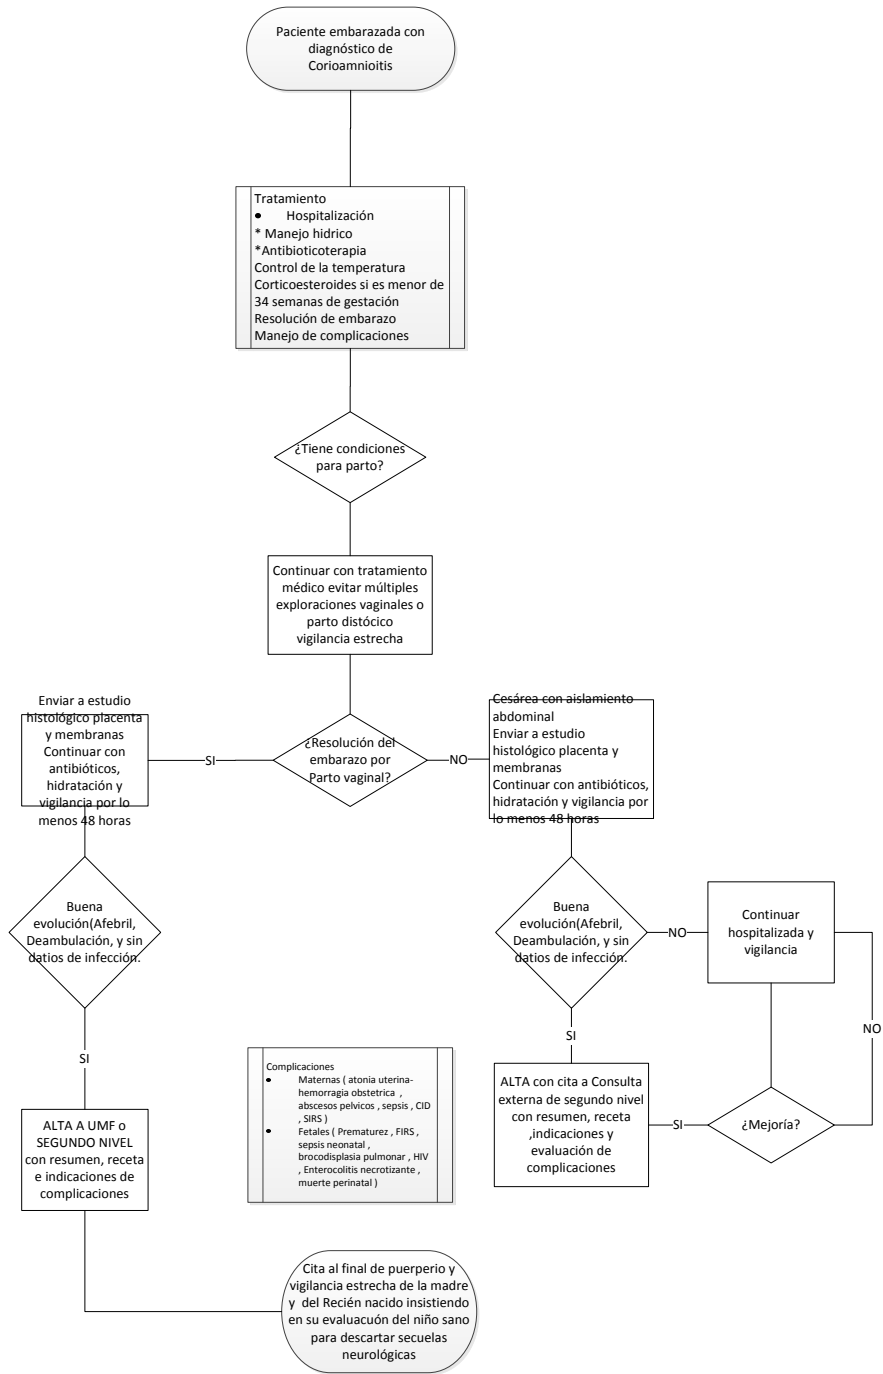 Paciente embarazada con
diagnóstico de
Corioamnioitis
Tratamiento
• Hospitalización
* Manejo hidrico
*Antibioticoterapia
Control de la temperatura
Corticoesteroides si es menor de
34 semanas de gestación
Resolución de embarazo
Manejo de complicaciones
¿Tiene condiciones
para parto?
Continuar con tratamiento
médico evitar múltiples
exploraciones vaginales o
parto distócico
vigilancia estrecha
¿Resolución del
embarazo por
Parto vaginal?
SI
NO
Enviar a estudio
histológico placenta
y membranas
Continuar con
antibióticos,
hidratación y
vigilancia por lo
menos 48 horas
Cesárea con aislamiento
abdominal
Enviar a estudio
histológico placenta y
membranas
Continuar con antibióticos,
hidratación y vigilancia por
lo menos 48 horas
Buena
evolución(Afebril,
Deambulación, y sin
datios de infección.
SI
ALTA A UMF o
SEGUNDO NIVEL
con resumen, receta
e indicaciones de
complicaciones
Buena
evolución(Afebril,
Deambulación, y sin
datios de infección.
NO
Continuar
hospitalizada y
vigilancia
NO
SI
ALTA con cita a Consulta
externa de segundo nivel
con resumen, receta
,indicaciones y
evaluación de
complicaciones
SI
¿Mejoría?
Complicaciones
• Maternas ( atonia uterina-
hemorragia obstetrica ,
abscesos pelvicos , sepsis , CID
, SIRS )
• Fetales ( Prematurez , FIRS ,
sepsis neonatal ,
brocodisplasia pulmonar , HIV
, Enterocolitis necrotizante ,
muerte perinatal )
Cita al final de puerperio y
vigilancia estrecha de la madre
y del Recién nacido insistiendo
en su evaluacuón del niño sano
para descartar secuelas
neurológicas